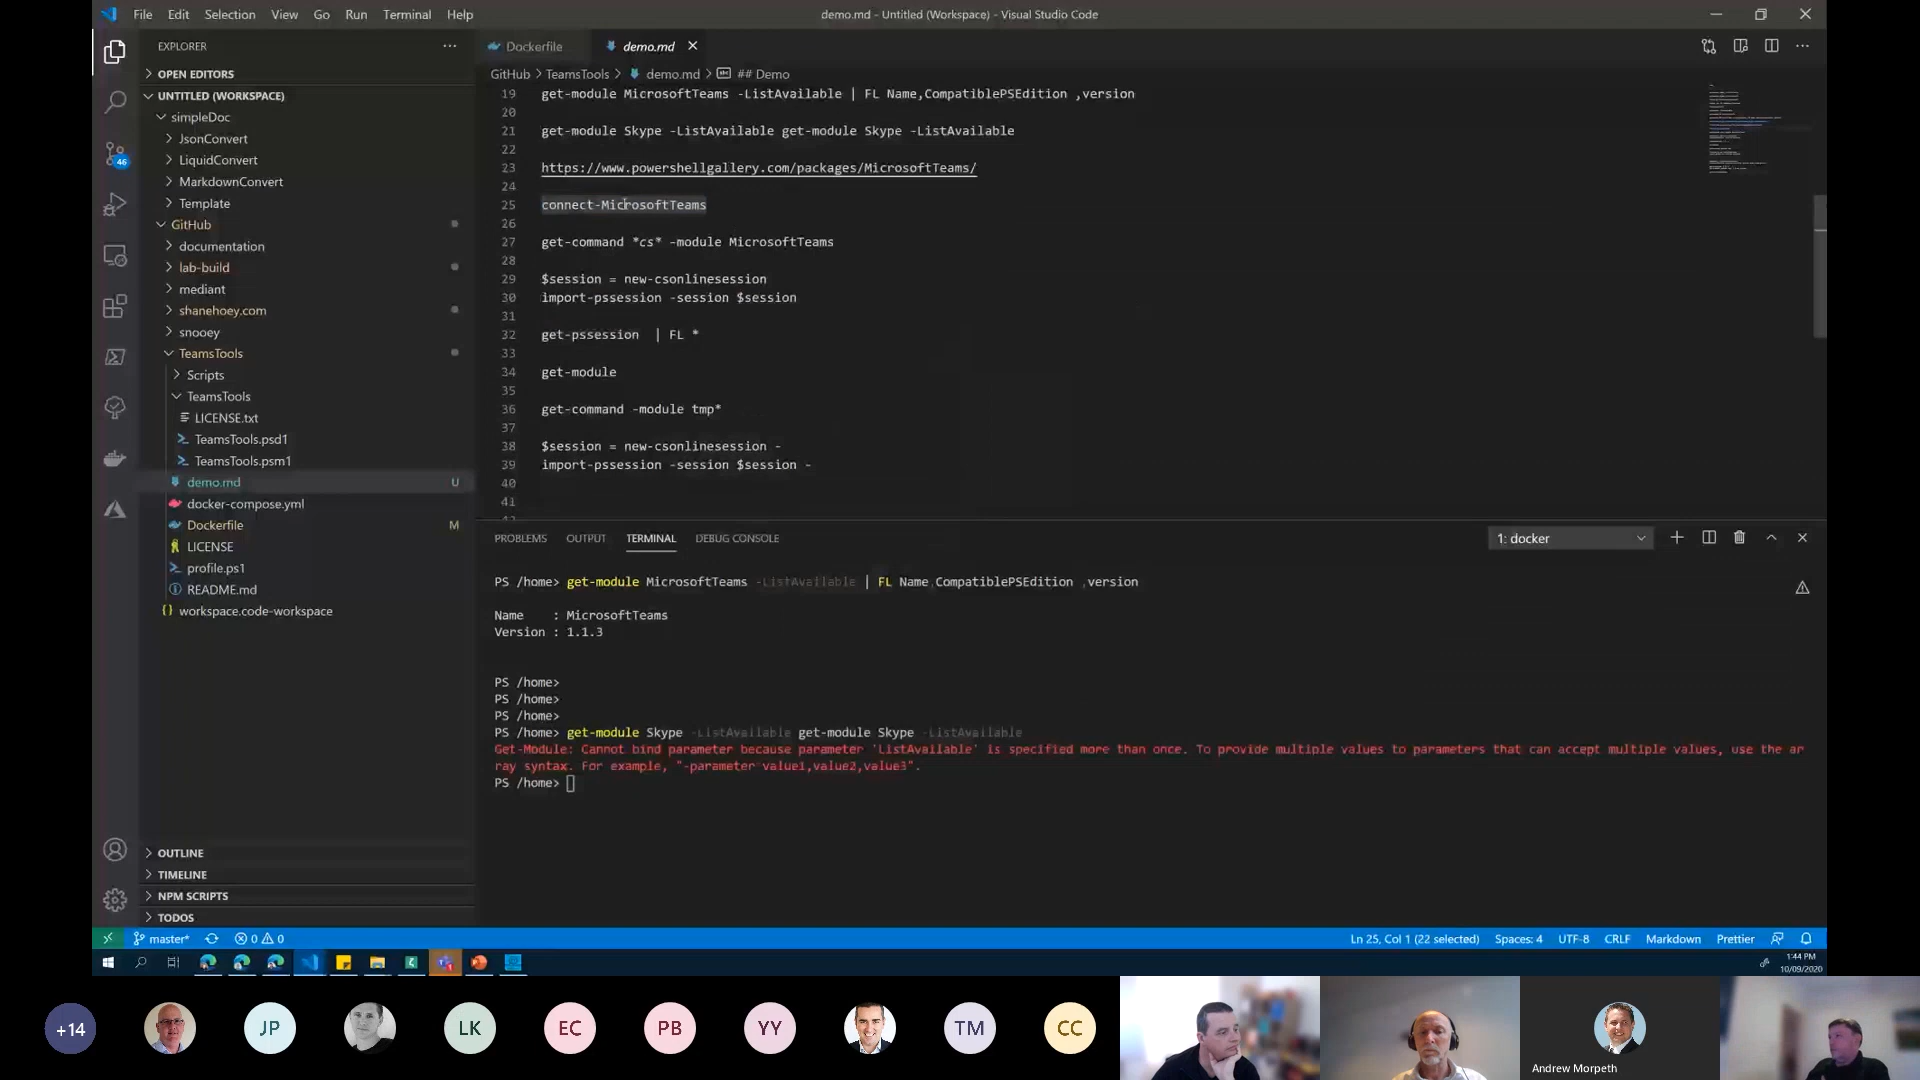 File Edit Selection View Go Run Terminal Help
demo.md - Untitled (Workspace) - Visual Studio Code
EXPLORER
OPEN EDITORS
UNTITLED (WORKSPACE)
simpleDoc
JsonConvert
LiquidConvert
MarkdownConvert
Template
GitHub
documentation
lab-build
mediant
shanehoey.com
snooey
TeamsTools
Scripts
TeamsTools
LICENSE.txt
TeamsTools.psd1
TeamsTools.psm1
demo.md U
docker-compose.yml
Dockerfile M
LICENSE
profile.ps1
README.md
workspace.code-workspace
OUTLINE
TIMELINE
NPM SCRIPTS
TODOS
46
Dockerfile demo.md
GitHub > TeamsTools > demo.md > ## Demo
19 get-module MicrosoftTeams -ListAvailable | FL Name,CompatiblePSEdition ,version
20
21 get-module Skype -ListAvailable get-module Skype -ListAvailable
22
23 https://www.powershellgallery.com/packages/MicrosoftTeams/
24
25 connect-MicrosoftTeams
26
27 get-command *cs* -module MicrosoftTeams
28
29 $session = new-csonlinesession
30 import-pssession -session $session
31
32 get-pssession  | FL *
33
34 get-module
35
36 get-command -module tmp*
37
38 $session = new-csonlinesession -
39 import-pssession -session $session -
40
41
PROBLEMS OUTPUT TERMINAL DEBUG CONSOLE
1: docker
PS /home> get-module MicrosoftTeams -ListAvailable | FL Name,CompatiblePSEdition ,version
Name    : MicrosoftTeams
Version : 1.1.3
PS /home>
PS /home>
PS /home>
PS /home> get-module Skype -ListAvailable get-module Skype -ListAvailable
Get-Module: Cannot bind parameter because parameter 'ListAvailable' is specified more than once. To provide multiple values to parameters that can accept multiple values, use the ar
ray syntax. For example, "-parameter value1,value2,value3".
PS /home>
master* 0 0
Ln 25, Col 1 (22 selected) Spaces: 4 UTF-8 CRLF Markdown Prettier
1:44 PM
10/09/2020
+14 JP LK EC PB YY TM CC
Andrew Morpeth